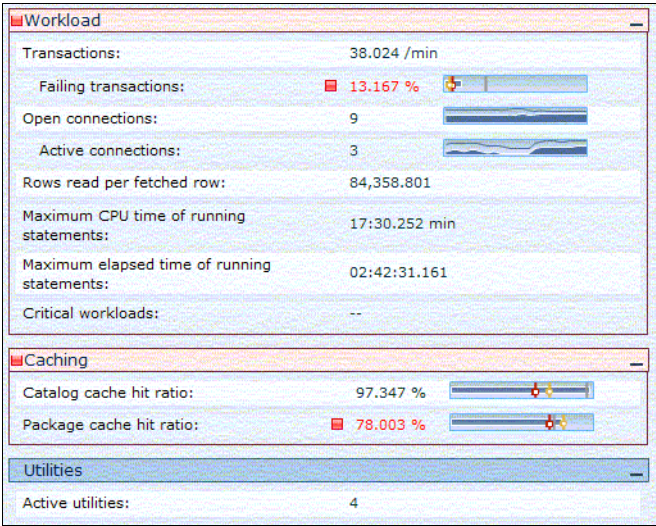 Workload
Transactions: 38.024 /min
Failing transactions: 13.167 %
Open connections: 9
Active connections: 3
Rows read per fetched row: 84,358.801
Maximum CPU time of running
statements: 17:30.252 min
Maximum elapsed time of running
statements: 02:42:31.161
Critical workloads: --
Caching
Catalog cache hit ratio: 97.347 %
Package cache hit ratio: 78.003 %
Utilities
Active utilities: 4